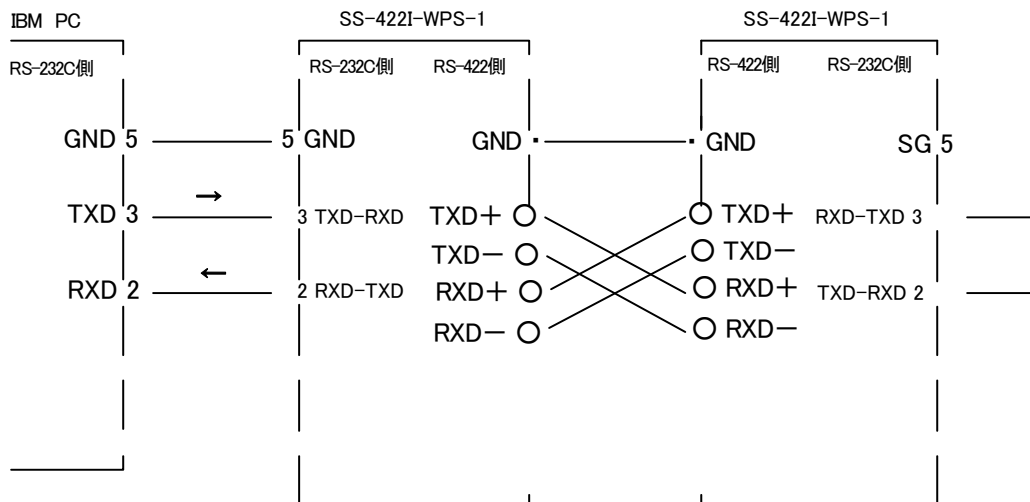 IBM PC
SS-422I-WPS-1
SS-422I-WPS-1
RS-232C側
RS-232C側
RS-422側
RS-422側
RS-232C側
GND 5
5 GND
GND
GND
SG 5
→
TXD 3
3 TXD-RXD
TXD+
TXD+
RXD-TXD 3
TXD-
TXD-
←
RXD 2
2 RXD-TXD
RXD+
RXD+
TXD-RXD 2
RXD-
RXD-